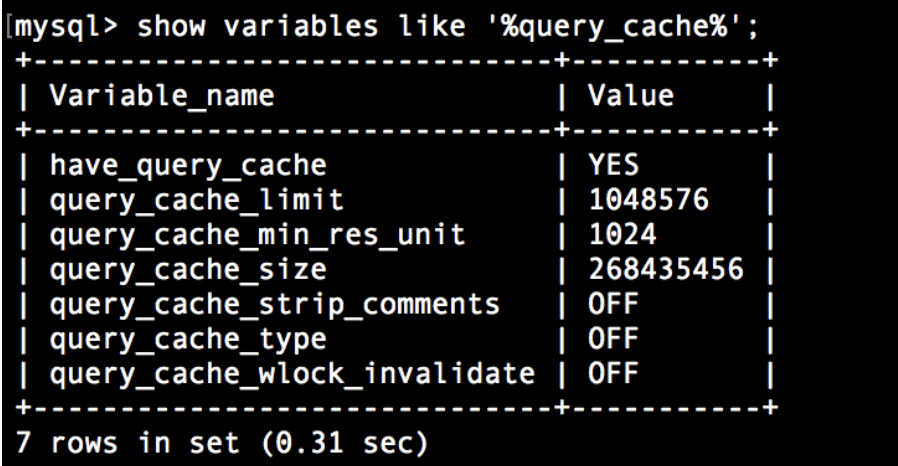 [mysql> show variables like '%query_cache%';
+-------------------------------+-----------+
| Variable_name                 | Value     |
+-------------------------------+-----------+
| have_query_cache              | YES       |
| query_cache_limit             | 1048576   |
| query_cache_min_res_unit      | 1024      |
| query_cache_size              | 268435456 |
| query_cache_strip_comments    | OFF       |
| query_cache_type              | OFF       |
| query_cache_wlock_invalidate  | OFF       |
+-------------------------------+-----------+
7 rows in set (0.31 sec)